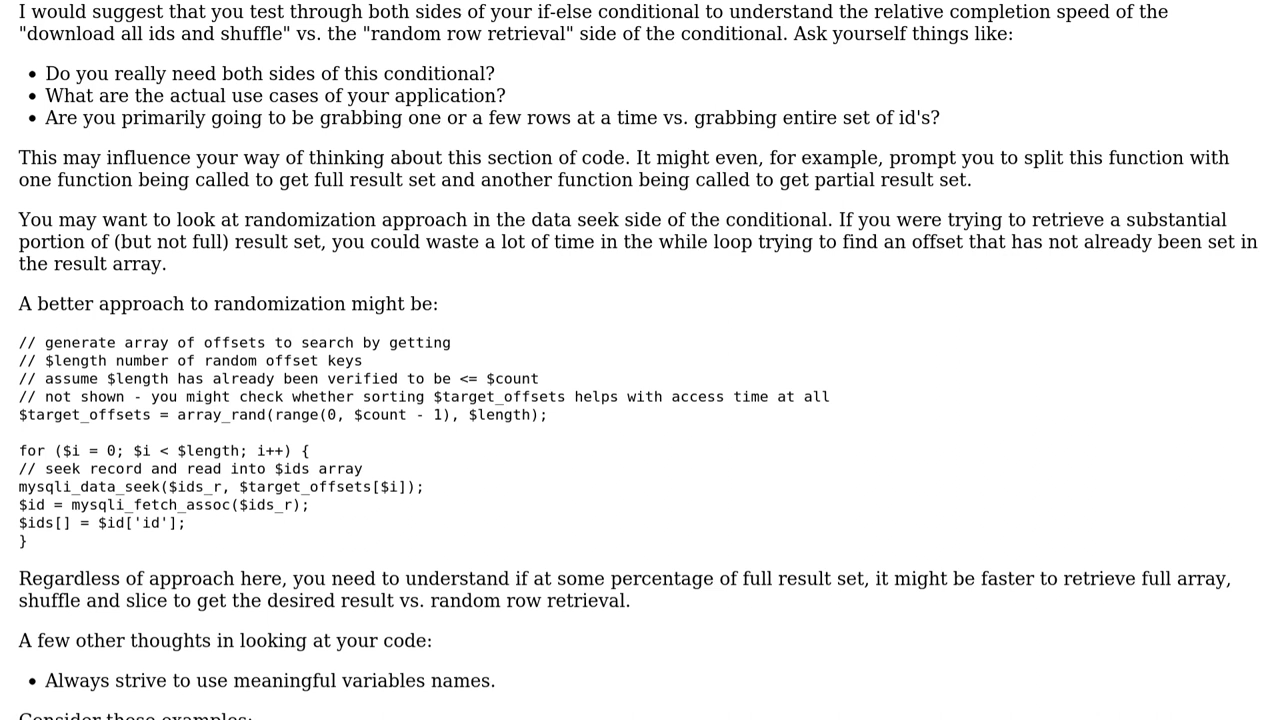 I would suggest that you test through both sides of your if-else conditional to understand the relative completion speed of the
"download all ids and shuffle" vs. the "random row retrieval" side of the conditional. Ask yourself things like:
• Do you really need both sides of this conditional?
• What are the actual use cases of your application?
• Are you primarily going to be grabbing one or a few rows at a time vs. grabbing entire set of id's?
This may influence your way of thinking about this section of code. It might even, for example, prompt you to split this function with
one function being called to get full result set and another function being called to get partial result set.
You may want to look at randomization approach in the data seek side of the conditional. If you were trying to retrieve a substantial
portion of (but not full) result set, you could waste a lot of time in the while loop trying to find an offset that has not already been set in
the result array.
A better approach to randomization might be:
// generate array of offsets to search by getting
// $length number of random offset keys
// assume $length has already been verified to be <= $count
// not shown - you might check whether sorting $target_offsets helps with access time at all
$target_offsets = array_rand(range(0, $count - 1), $length);
for ($i = 0; $i < $length; i++) {
// seek record and read into $ids array
mysqli_data_seek($ids_r, $target_offsets[$i]);
$id = mysqli_fetch_assoc($ids_r);
$ids[] = $id['id'];
}
Regardless of approach here, you need to understand if at some percentage of full result set, it might be faster to retrieve full array,
shuffle and slice to get the desired result vs. random row retrieval.
A few other thoughts in looking at your code:
• Always strive to use meaningful variables names.
Consider these examples: